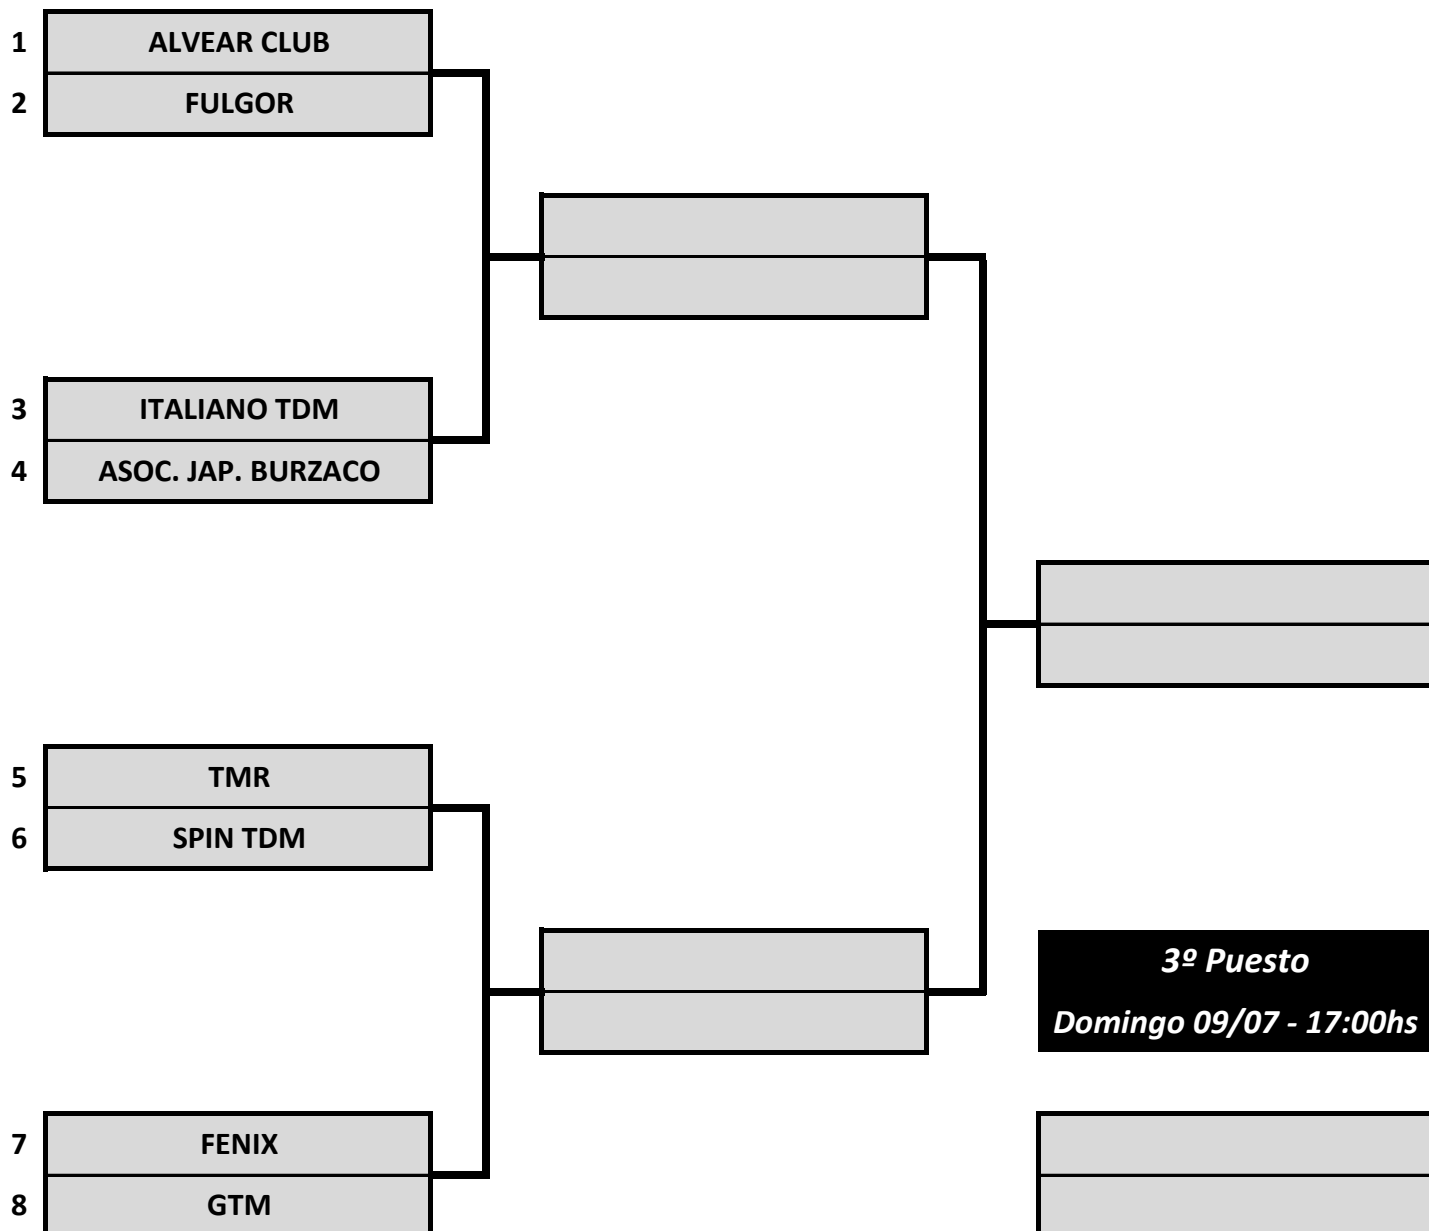 1 ALVEAR CLUB
2 FULGOR
3 ITALIANO TDM
4 ASOC. JAP. BURZACO
5 TMR
6 SPIN TDM
3º Puesto
Domingo 09/07 - 17:00hs
7 FENIX
8 GTM